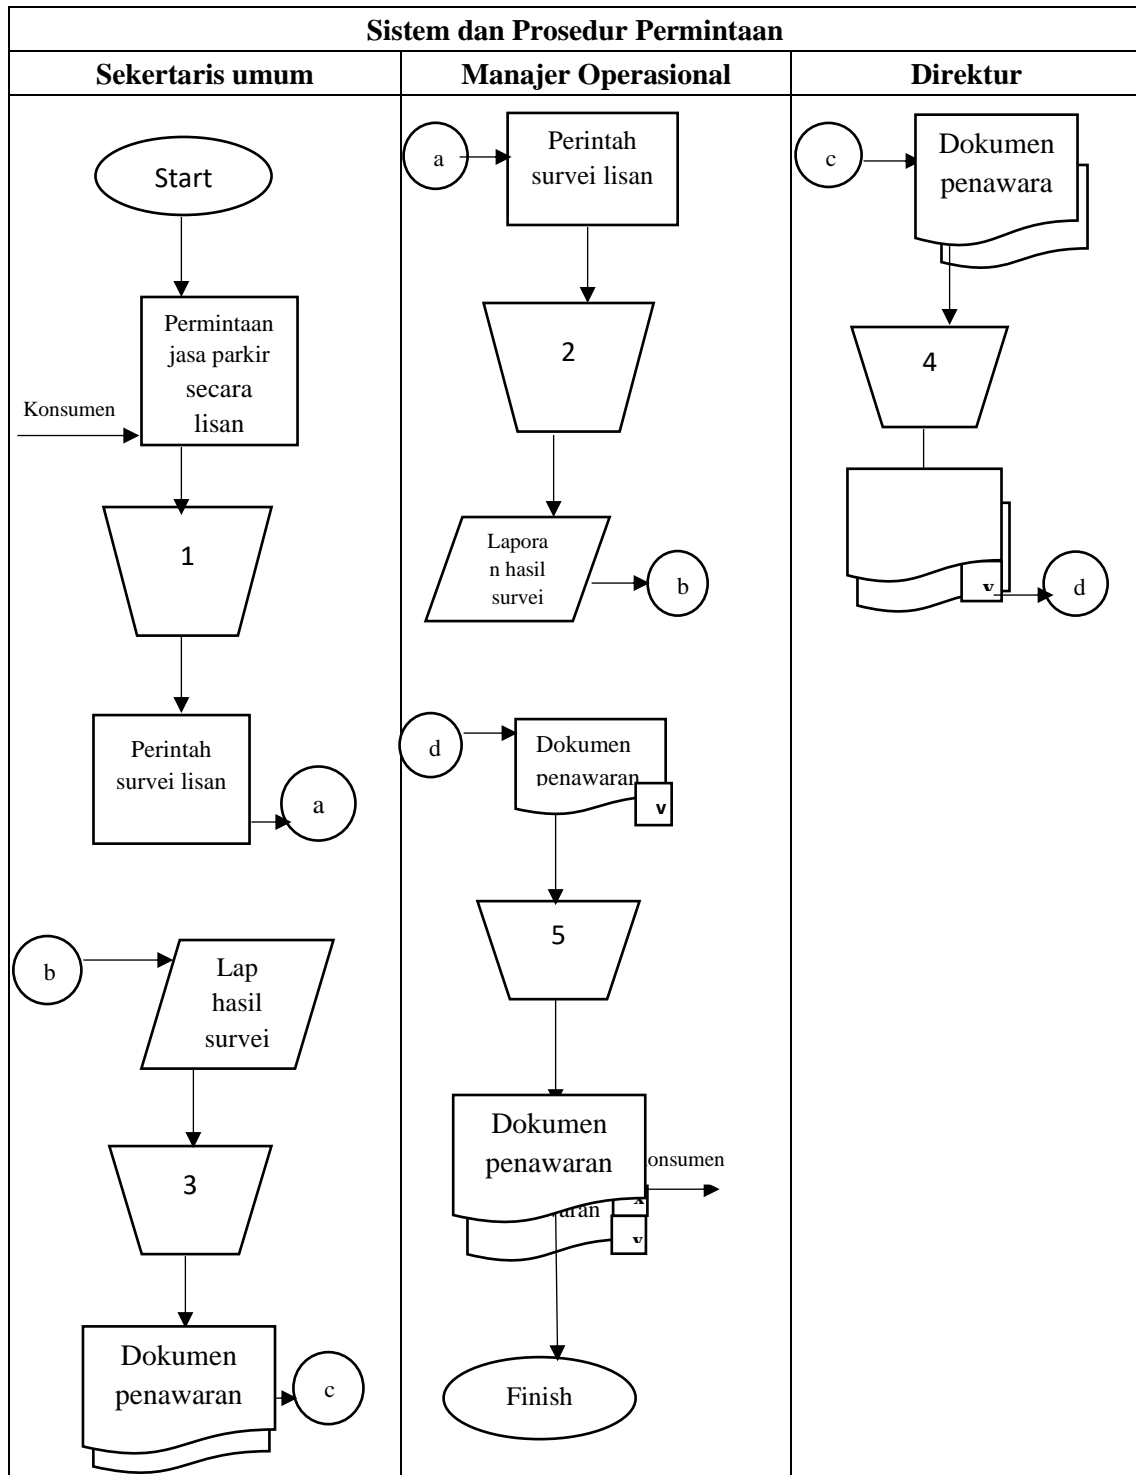 Sistem dan Prosedur Permintaan
Sekertaris umum
Manajer Operasional
Direktur
Start
Konsumen
Permintaan
jasa parkir
secara
lisan
1
Perintah
survei lisan
a
b
Lap
hasil
survei
3
Dokumen
penawaran
c
a
Perintah
survei lisan
2
Lapora
n hasil
survei
b
d
Dokumen
penawaran
v
5
Dokumen
penawaran
onsumen
aran
x
v
Finish
c
Dokumen
penawara
4
v
d